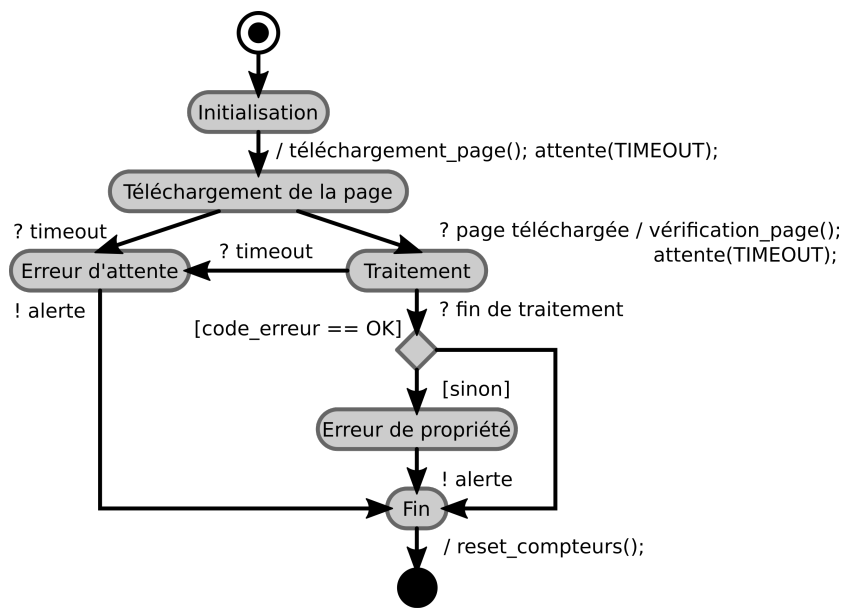 Initialisation
/ téléchargement_page(); attente(TIMEOUT);
Téléchargement de la page
? timeout
? page téléchargée / vérification_page();
attente(TIMEOUT);
? timeout
Erreur d'attente
Traitement
! alerte
? fin de traitement
[code_erreur == OK]
[sinon]
Erreur de propriété
! alerte
Fin
/ reset_compteurs();